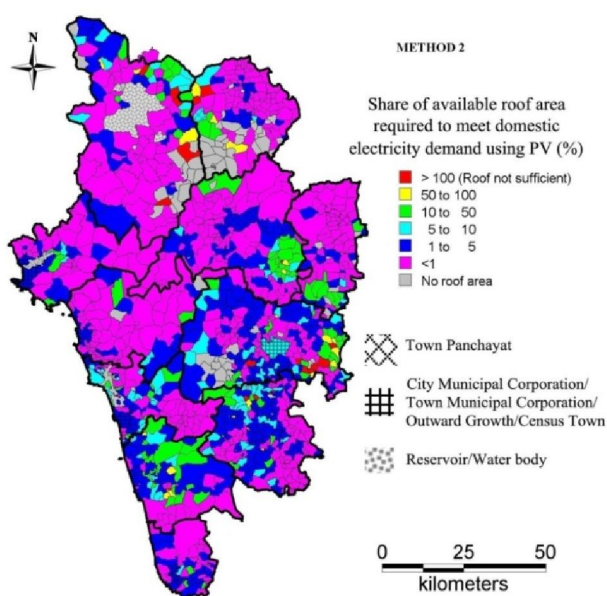 N
METHOD 2
Share of available roof area
required to meet domestic
electricity demand using PV (%)
> 100 (Roof not sufficient)
50 to 100
10 to 50
5 to 10
1 to 5
<1
No roof area
Town Panchayat
City Municipal Corporation/
Town Municipal Corporation/
Outward Growth/Census Town
Reservoir/Water body
0 25 50
kilometers